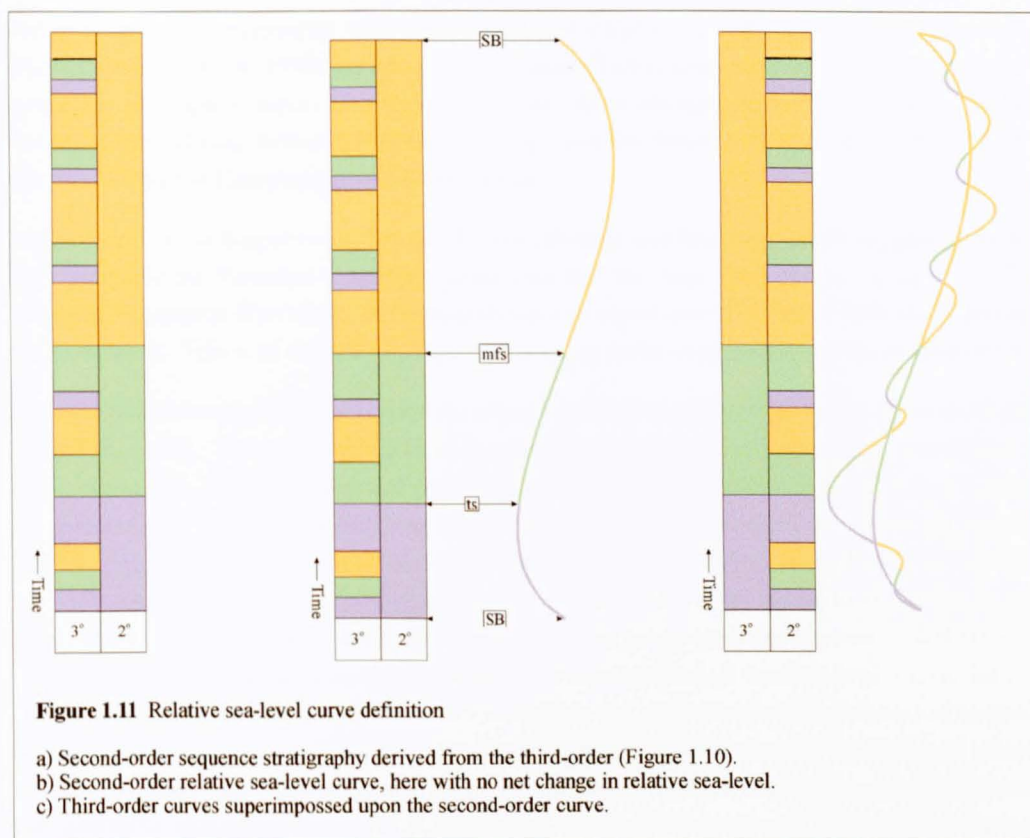 SB
mfs
ts
SB
← Time
← Time
← Time
3° 2°
3° 2°
3° 2°
Figure 1.11 Relative sea-level curve definition
a) Second-order sequence stratigraphy derived from the third-order (Figure 1.10).
b) Second-order relative sea-level curve, here with no net change in relative sea-level.
c) Third-order curves superimpossed upon the second-order curve.